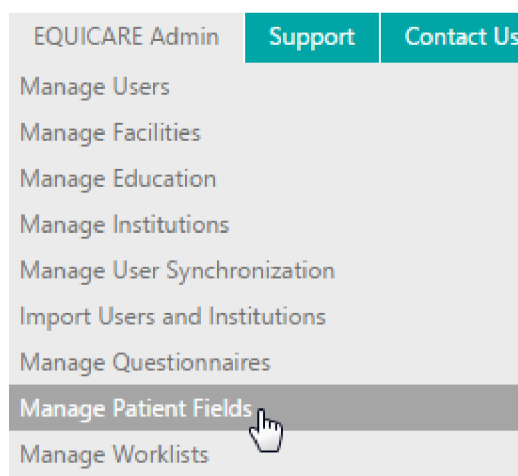 EQUICARE Admin Support Contact Us
Manage Users
Manage Facilities
Manage Education
Manage Institutions
Manage User Synchronization
Import Users and Institutions
Manage Questionnaires
Manage Patient Fields
Manage Worklists